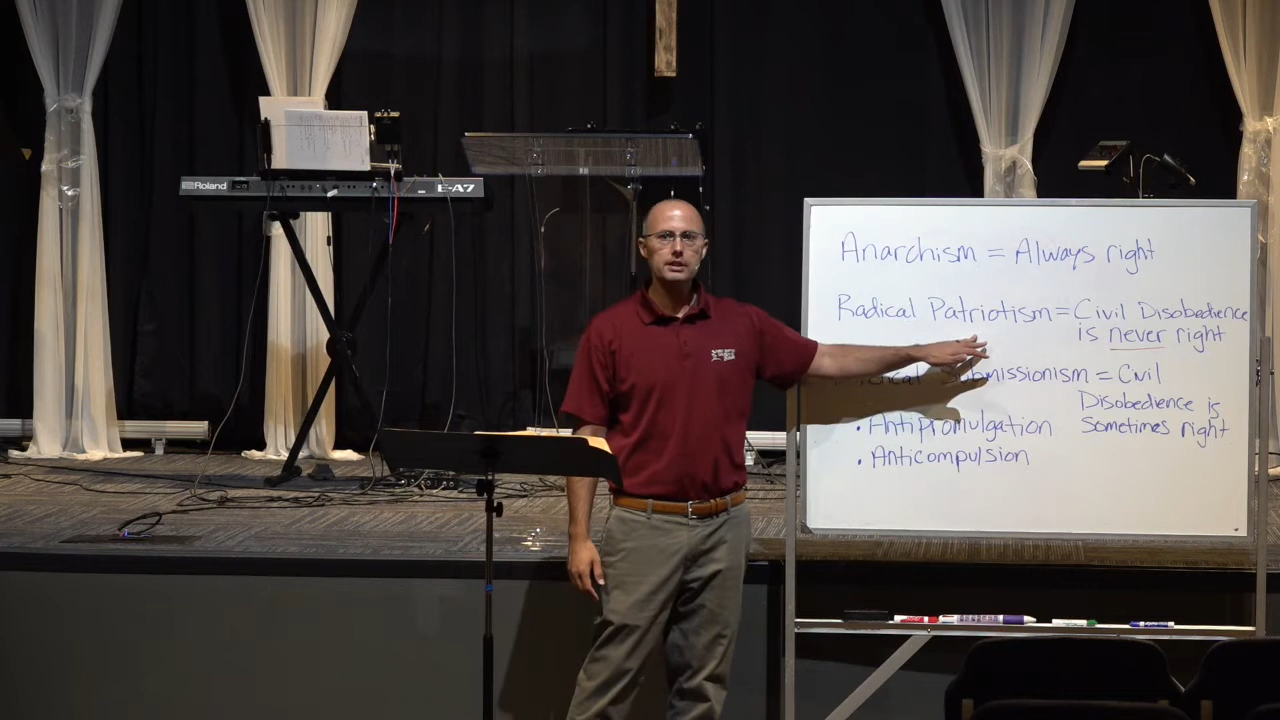 Roland
E-A7
Anarchism = Always right
Radical Patriotism = Civil Disobedience
is never right
Submissionism = Civil
Disobedience is
• Antipromulgation Sometimes right
• Anticompulsion